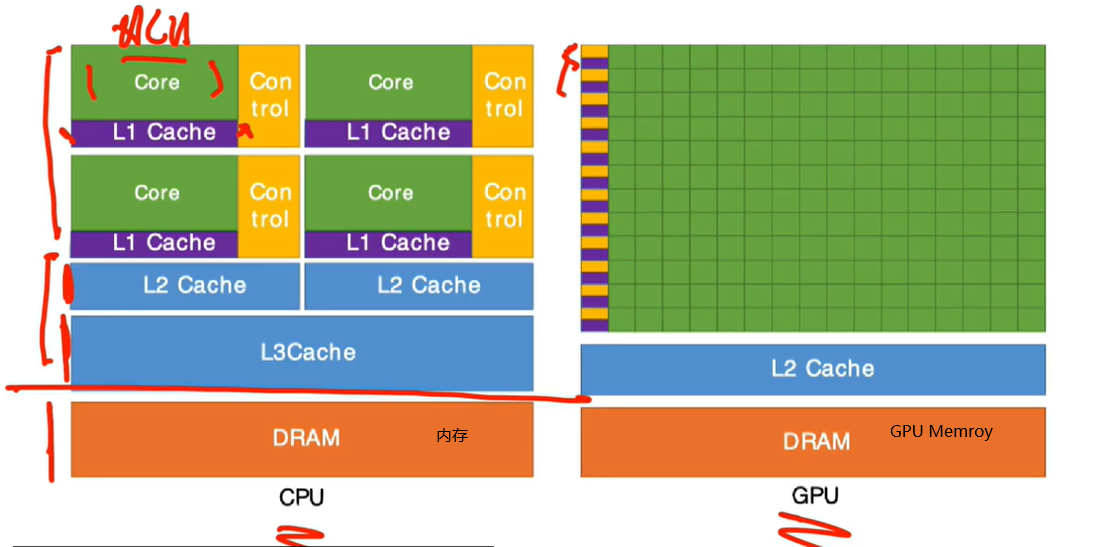 Core
Con
trol
Core
Con
trol
L1 Cache
L1 Cache
Core
Con
trol
Core
Con
trol
L1 Cache
L1 Cache
L2 Cache
L2 Cache
L3Cache
DRAM
内存
CPU
L2 Cache
DRAM
GPU Memroy
GPU